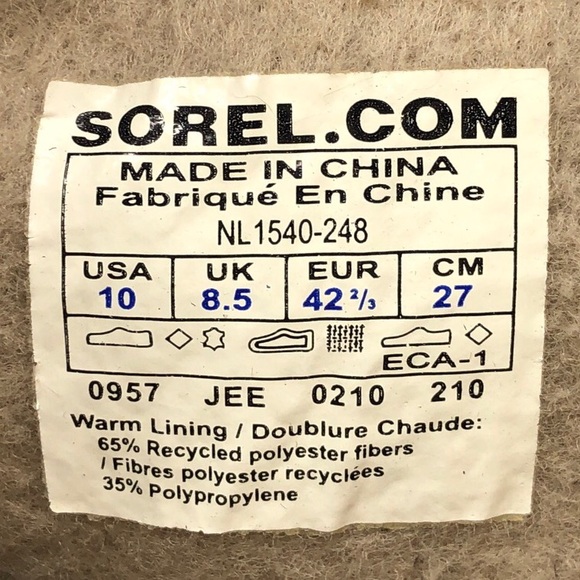 SOREL.COM
MADE IN CHINA
Fabriqué En Chine
NL1540-248
USA UK EUR CM
10 8.5 42 2/3 27
ECA-1
0957 JEE 0210 210
Warm Lining / Doublure Chaude:
65% Recycled polyester fibers
/ Fibres polyester recyclées
35% Polypropylene